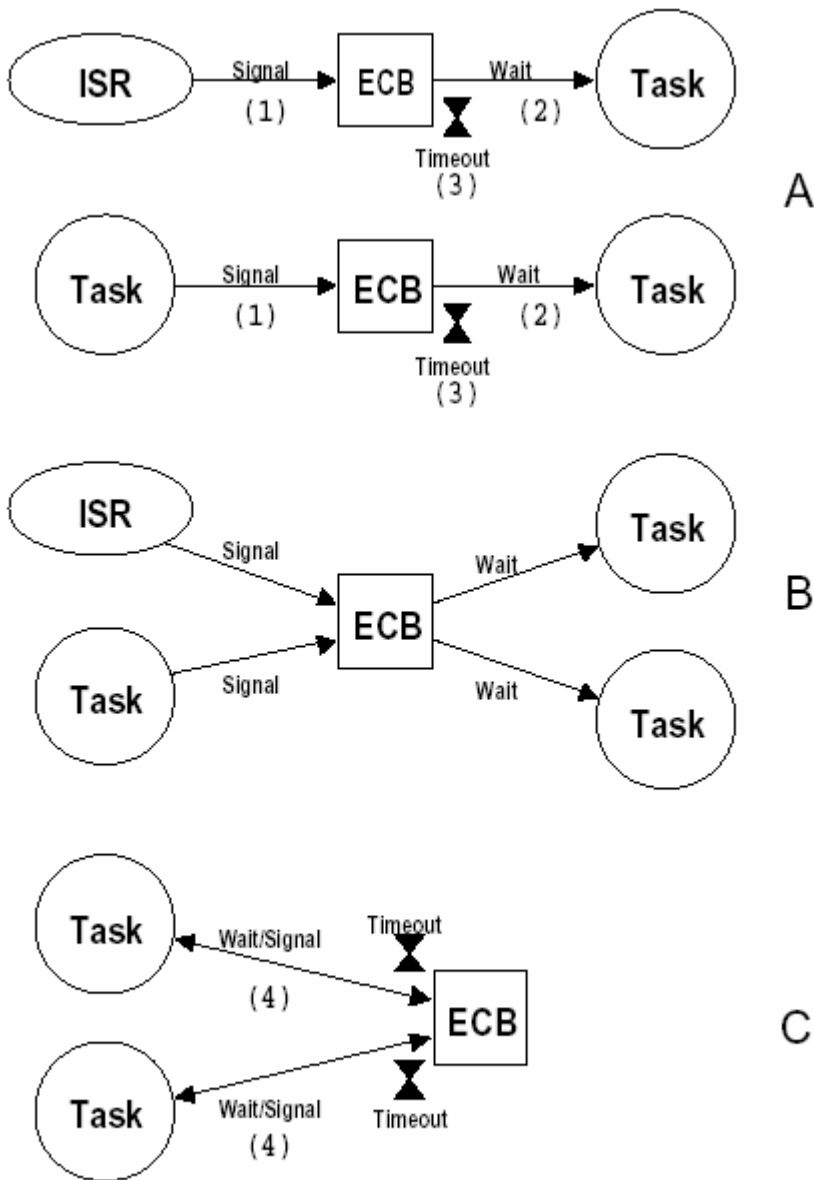 ISR Signal ECB Wait Task
(1) (2)
Timeout
(3)
A
Task Signal ECB Wait Task
(1) (2)
Timeout
(3)
ISR
Signal
Task
Wait
ECB
B
Task
Signal
Wait
Task
Task
Wait/Signal
Timeout
(4)
ECB
C
Task
Wait/Signal
Timeout
(4)